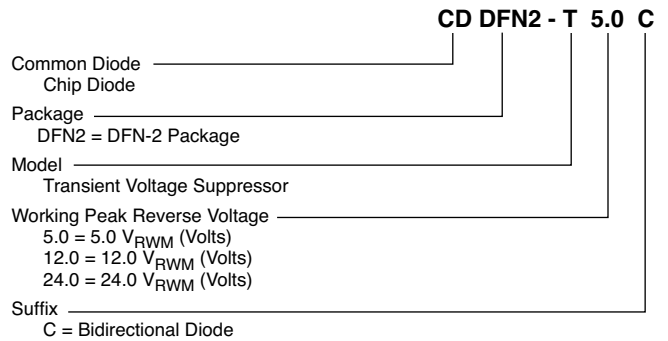 CD DFN2 - T 5.0 C
Common Diode
Chip Diode
Package
DFN2 = DFN-2 Package
Model
Transient Voltage Suppressor
Working Peak Reverse Voltage
5.0 = 5.0 VRWM (Volts)
12.0 = 12.0 VRWM (Volts)
24.0 = 24.0 VRWM (Volts)
Suffix
C = Bidirectional Diode